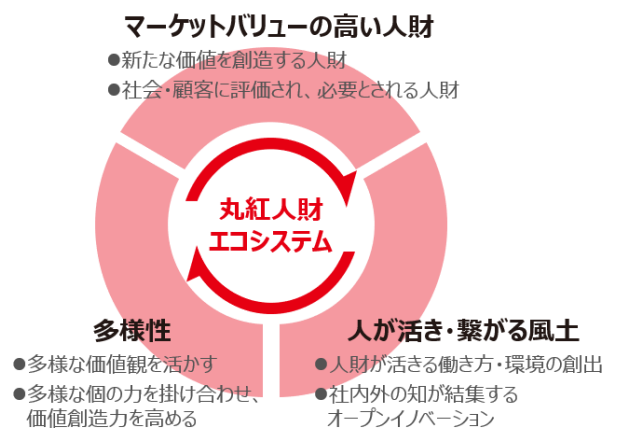 マーケットバリューの高い人財
●新たな価値を創造する人財
●社会・顧客に評価され、必要とされる人財
丸紅人財
エコシステム
多様性
●多様な価値観を活かす
●多様な個の力を掛け合わせ、
価値創造力を高める
人が活き・繋がる風土
●人財が活きる働き方・環境の創出
●社内外の知が結集する
オープンイノベーション